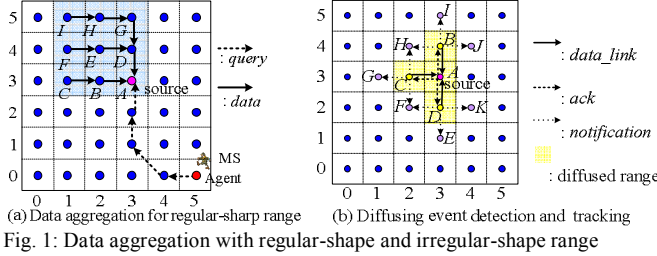 5
4
3
2
1
0
0 1 2 3 4 5
I H G
F E D
C B A
source
MS
Agent
: query
: data
(a) Data aggregation for regular-sharp range
5
4
3
2
1
0
0 1 2 3 4 5
I
H B J
G C A
source
F D K
E
: data_link
: ack
: notification
: diffused range
(b) Diffusing event detection and tracking
Fig. 1: Data aggregation with regular-shape and irregular-shape range